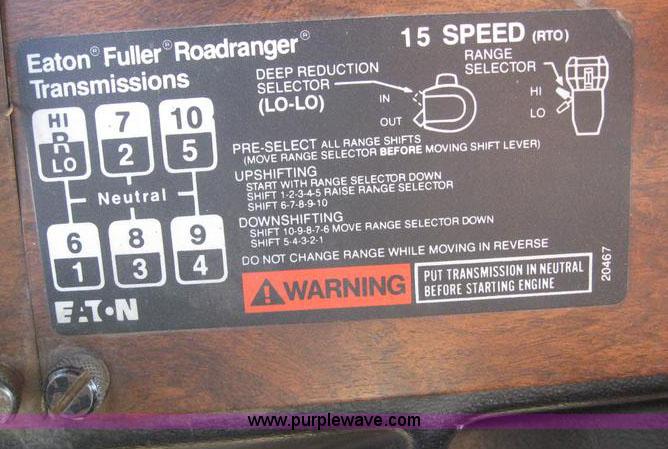 Eaton® Fuller® Roadranger®
Transmissions
15 SPEED (RTO)
DEEP REDUCTION
SELECTOR
(LO-LO)
IN
OUT
RANGE
SELECTOR
HI
LO
HI 7 10
R 2 5
LO
Neutral
6 8 9
1 3 4
PRE-SELECT ALL RANGE SHIFTS
(MOVE RANGE SELECTOR BEFORE MOVING SHIFT LEVER)
UPSHIFTING
START WITH RANGE SELECTOR DOWN
SHIFT 1-2-3-4-5 RAISE RANGE SELECTOR
SHIFT 6-7-8-9-10
DOWNSHIFTING
SHIFT 10-9-8-7-6 MOVE RANGE SELECTOR DOWN
SHIFT 5-4-3-2-1
DO NOT CHANGE RANGE WHILE MOVING IN REVERSE
WARNING
PUT TRANSMISSION IN NEUTRAL
BEFORE STARTING ENGINE
20467
EATON
www.purplewave.com